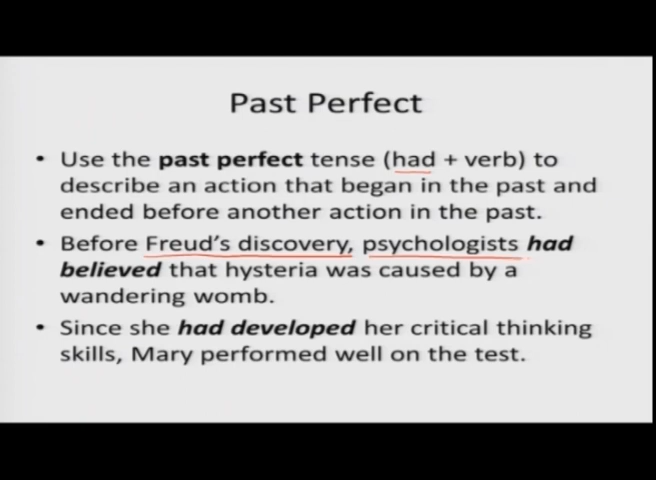 Past Perfect
• Use the past perfect tense (had + verb) to
describe an action that began in the past and
ended before another action in the past.
• Before Freud's discovery, psychologists had
believed that hysteria was caused by a
wandering womb.
• Since she had developed her critical thinking
skills, Mary performed well on the test.